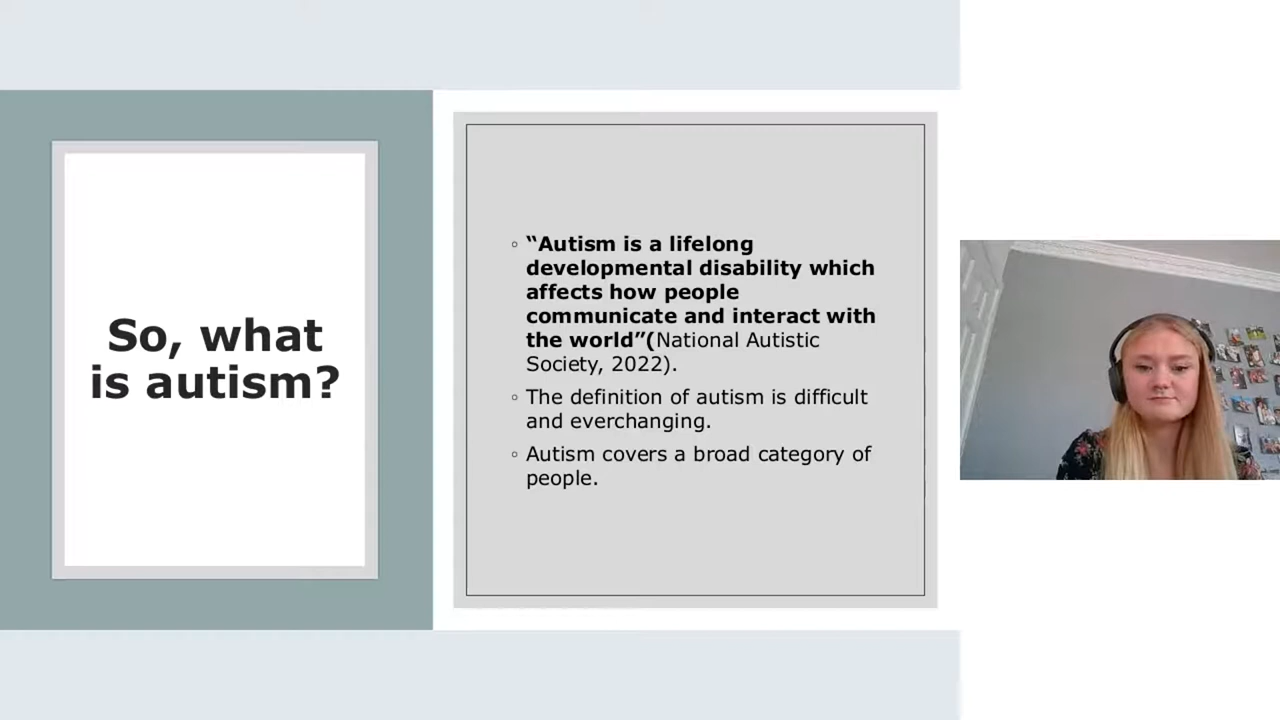 So, what
is autism?
◦ “Autism is a lifelong
developmental disability which
affects how people
communicate and interact with
the world”(National Autistic
Society, 2022).
◦ The definition of autism is difficult
and everchanging.
◦ Autism covers a broad category of
people.